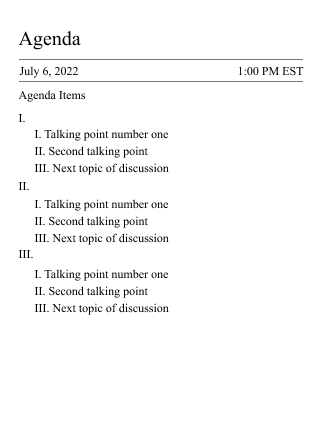 Agenda
July 6, 2022 1:00 PM EST
Agenda Items
I.
I. Talking point number one
II. Second talking point
III. Next topic of discussion
II.
I. Talking point number one
II. Second talking point
III. Next topic of discussion
III.
I. Talking point number one
II. Second talking point
III. Next topic of discussion